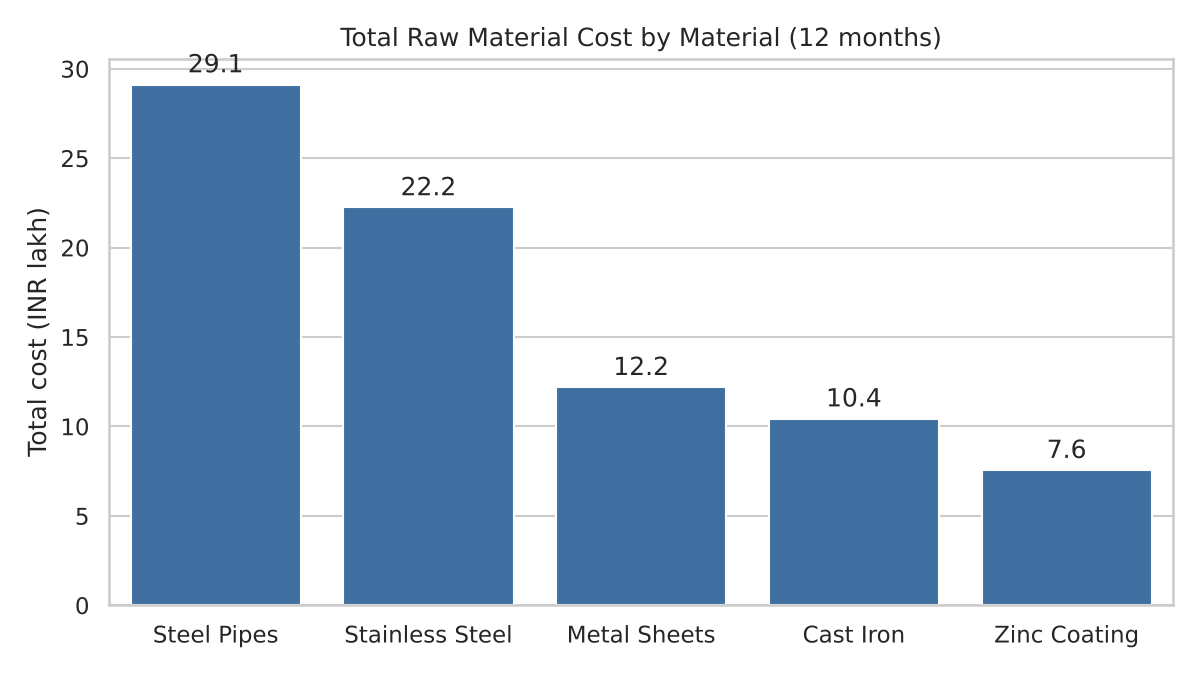 Total Raw Material Cost by Material (12 months)
Total cost (INR lakh)
30
25
20
15
10
5
0
29.1
22.2
12.2
10.4
7.6
Steel Pipes
Stainless Steel
Metal Sheets
Cast Iron
Zinc Coating